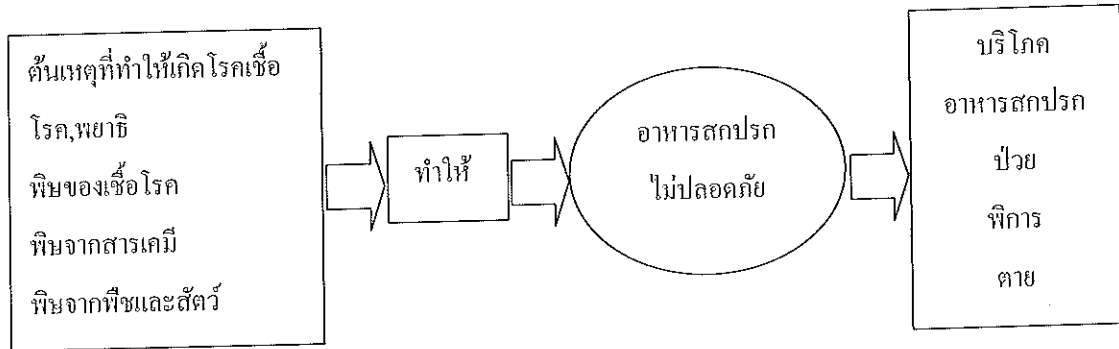 ต้นเหตุที่ทำให้เกิดโรคเชื้อ
โรค,พยาธิ
พิษของเชื้อโรค
พิษจากสารเคมี
พิษจากพืชและสัตว์
ทำให้
อาหารสกปรก
ไม่ปลอดภัย
บริโภค
อาหารสกปรก
ป่วย
พิการ
ตาย